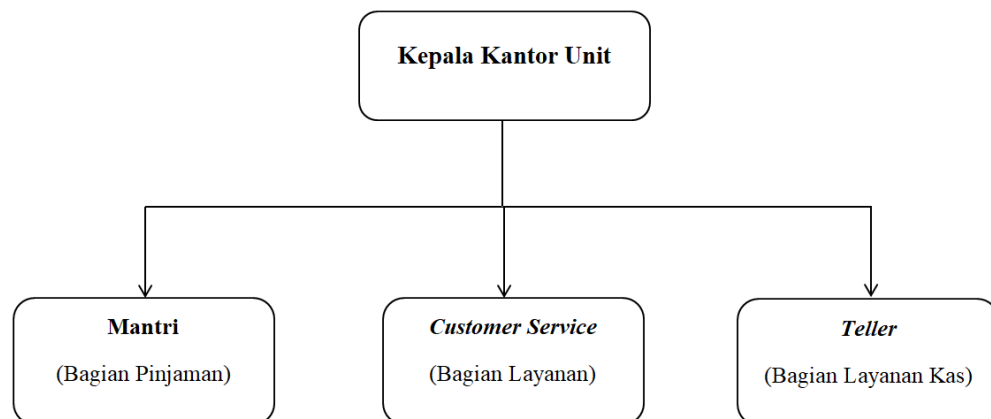 Kepala Kantor Unit
Mantri
(Bagian Pinjaman)
Customer Service
(Bagian Layanan)
Teller
(Bagian Layanan Kas)